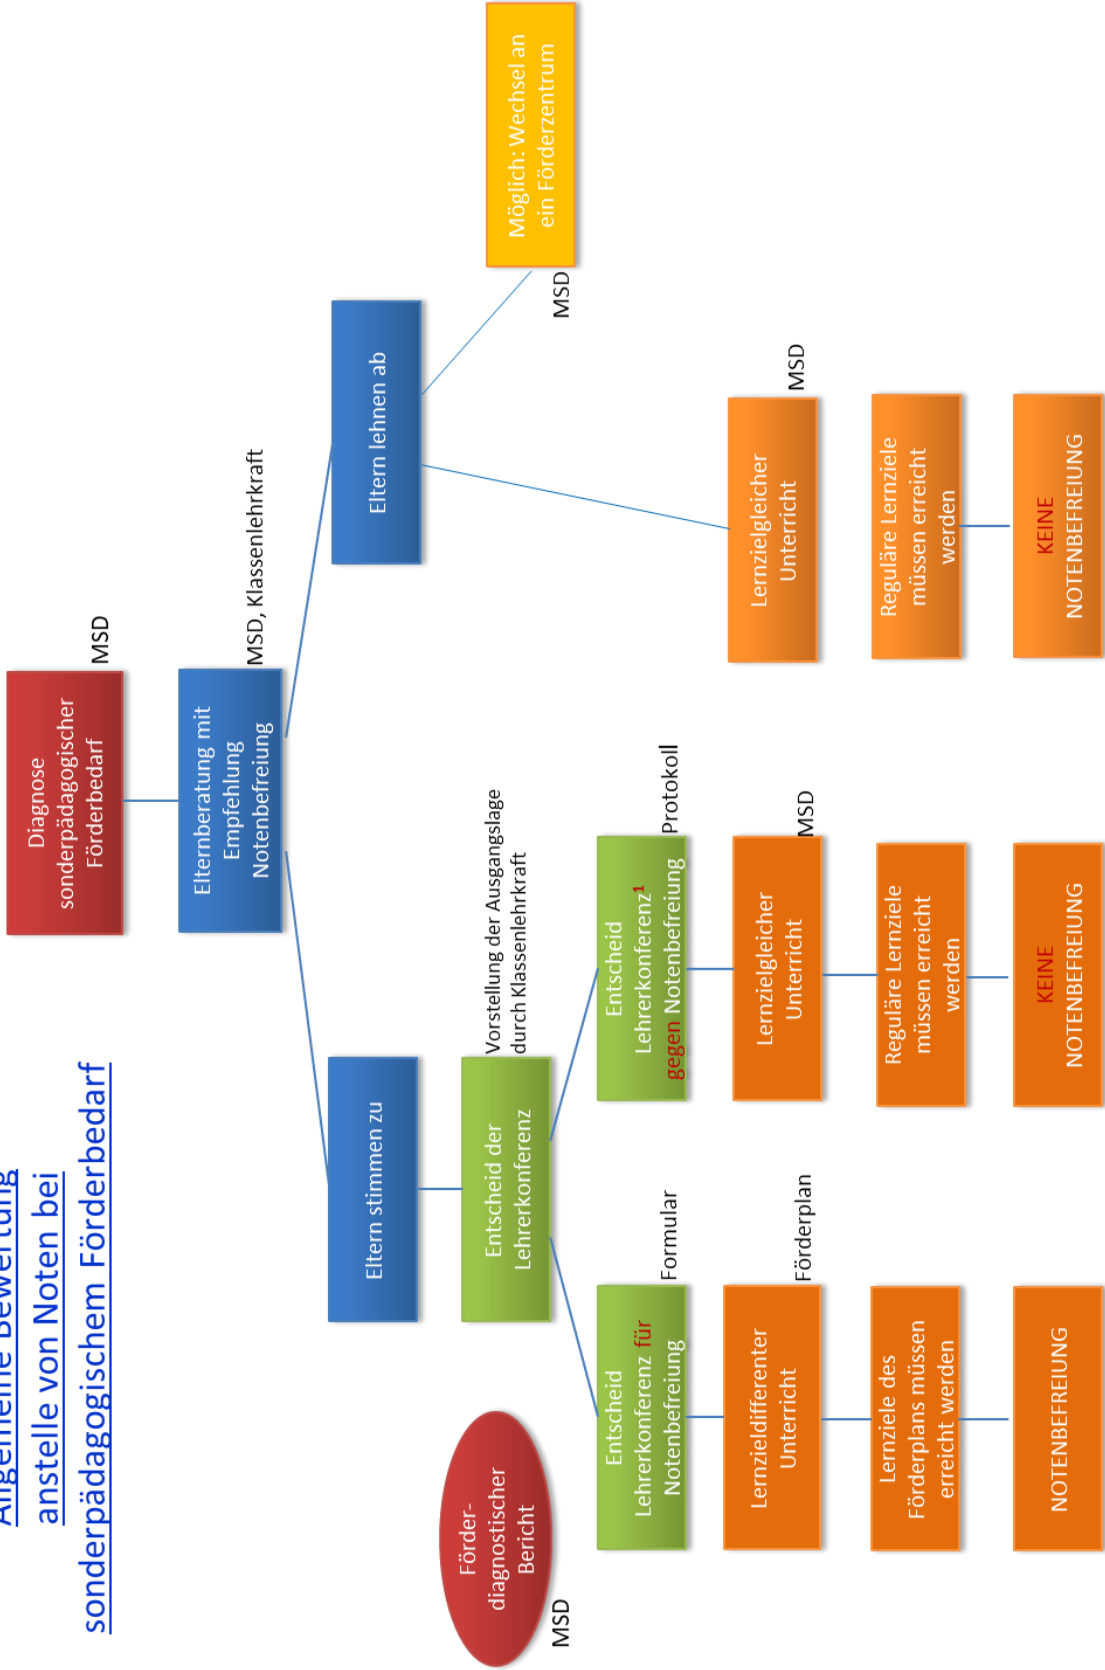 Allgemeine Bewertung
anstelle von Noten bei
sonderpädagogischem Förderbedarf
Diagnose
sonderpädagogischer
Förderbedarf
MSD
Elternberatung mit
Empfehlung
Notenbefreiung
MSD, Klassenlehrkraft
Eltern stimmen zu
Eltern lehnen ab
Förder-
diagnostischer
Bericht
MSD
Entscheid der
Lehrerkonferenz
Vorstellung der Ausgangslage
durch Klassenlehrkraft
Möglich: Wechsel an
ein Förderzentrum
MSD
Entscheid
Lehrerkonferenz für
Notenbefreiung
Formular
Entscheid
Lehrerkonferenz¹
gegen Notenbefreiung
Protokoll
Lernzieldifferenter
Unterricht
Förderplan
Lernzielgleicher
Unterricht
MSD
Lernzielgleicher
Unterricht
MSD
Lernziele des
Förderplans müssen
erreicht werden
Reguläre Lernziele
müssen erreicht
werden
Reguläre Lernziele
müssen erreicht
werden
NOTENBEFREIUNG
KEINE
NOTENBEFREIUNG
KEINE
NOTENBEFREIUNG